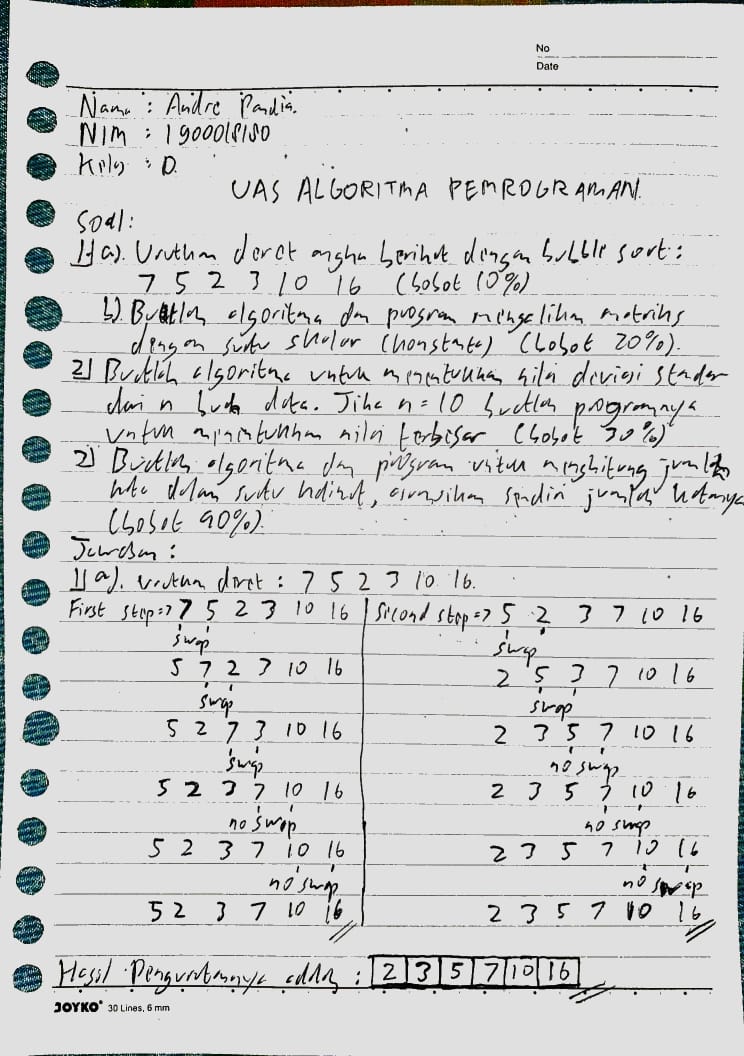 No
Date
Nama : Andre Pandia.
NIM : 1900018180
Kelas : D.
UAS ALGORITMA PEMROGRAMAN.
Soal:
1) a). Urutkan deret angka berikut dengan bubble sort :
7 5 2 3 10 16 (bobot 10%)
b). Buatlah algoritma dan program mengalikan matriks
dengan suatu skalar (konstanta) (bobot 20%).
2) Buatlah algoritma untuk menentukan nilai deviasi standar
dari n buah data. Jika n = 10 buatlah programnya
untuk menentukan nilai terbesar (bobot 30%)
2) Buatlah algoritma dan program untuk menghitung jumlah
kata dalam suatu kalimat, asumsikan sendiri jumlah katanya
(bobot 40%).
Jawaban :
1) a). Urutkan deret : 7 5 2 3 10 16.
First step => 7 5 2 3 10 16
swap
5 7 2 3 10 16
swap
5 2 7 3 10 16
swap
5 2 3 7 10 16
no swap
5 2 3 7 10 16
no swap
5 2 3 7 10 16
Second step => 5 2 3 7 10 16
swap
2 5 3 7 10 16
swap
2 3 5 7 10 16
no swap
2 3 5 7 10 16
no swap
2 3 5 7 10 16
no swap
2 3 5 7 10 16
Hasil Pengurutannya adalah : 2 3 5 7 10 16
JOYKO 30 Lines, 6 mm